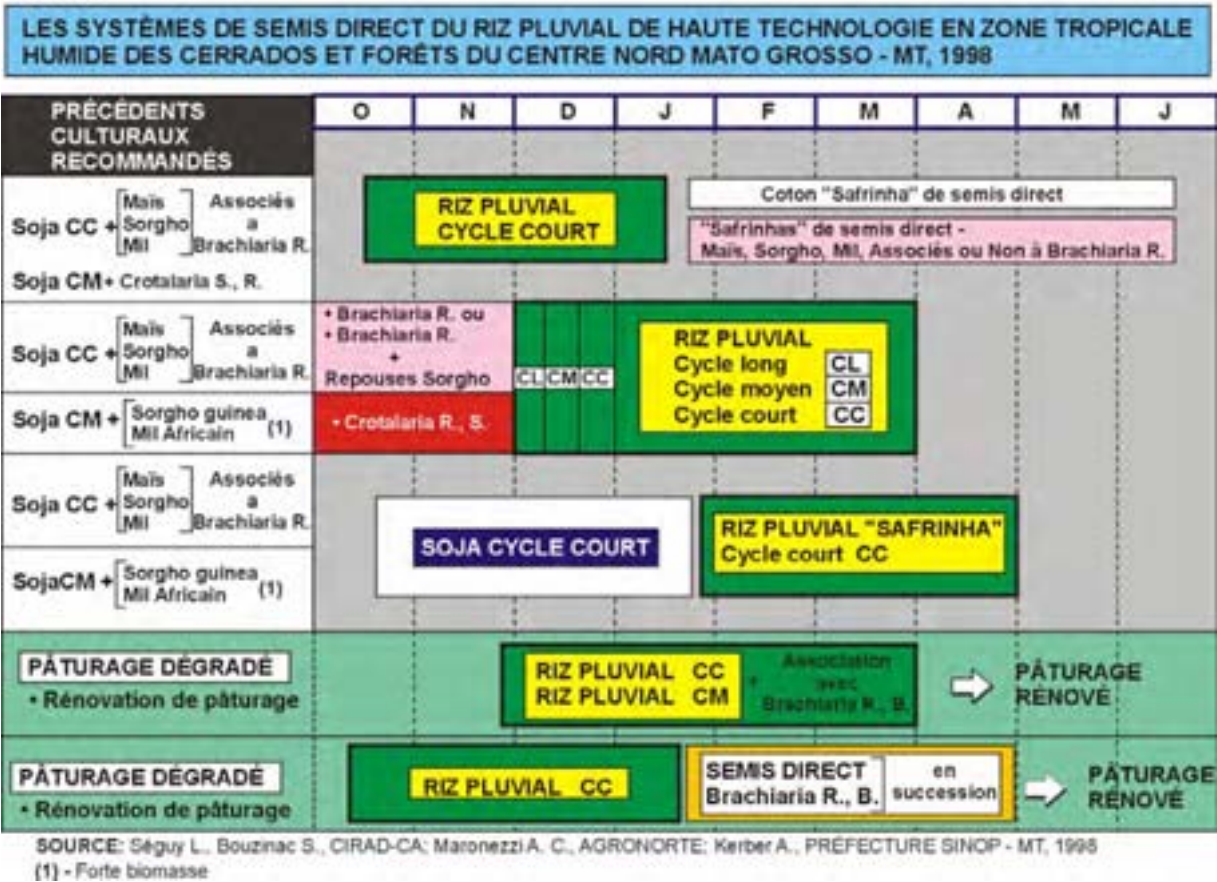 LES SYSTÈMES DE SEMIS DIRECT DU RIZ PLUVIAL DE HAUTE TECHNOLOGIE EN ZONE TROPICALE
HUMIDE DES CERRADOS ET FORÊTS DU CENTRE NORD MATO GROSSO - MT, 1998
PRÉCÉDENTS
CULTURAUX
RECOMMANDÉS
O N D J F M A M J
Soja CC +
Maïs
Sorgho
Mil
Associés
a
Brachiaria R.
Soja CM+ Crotalaria S., R.
RIZ PLUVIAL
CYCLE COURT
Coton "Safrinha" de semis direct
"Safrinhas" de semis direct -
Maïs, Sorgho, Mil, Associés ou Non à Brachiaria R.
Soja CC +
Maïs
Sorgho
Mil
Associés
a
Brachiaria R.
• Brachiaria R. ou
• Brachiaria R.
+
Repouses Sorgho
CL CM CC
RIZ PLUVIAL
Cycle long CL
Cycle moyen CM
Cycle court CC
Soja CM +
Sorgho guinea
Mil Africain
(1)
• Crotalaria R., S.
Soja CC +
Maïs
Sorgho
Mil
Associés
a
Brachiaria R.
SOJA CYCLE COURT
RIZ PLUVIAL "SAFRINHA"
Cycle court CC
SojaCM +
Sorgho guinea
Mil Africain
(1)
PÂTURAGE DÉGRADÉ
• Rénovation de pâturage
RIZ PLUVIAL CC
RIZ PLUVIAL CM
+
Association
avec
Brachiaria R., B.
PÂTURAGE
RÉNOVÉ
PÂTURAGE DÉGRADÉ
• Rénovation de pâturage
RIZ PLUVIAL CC
SEMIS DIRECT
Brachiaria R., B.
en
succession
PÂTURAGE
RÉNOVÉ
SOURCE: Séguy L., Bouzinac S., CIRAD-CA; Maronezzi A. C., AGRONORTE; Kerber A., PRÉFECTURE SINOP - MT, 1998
(1) - Forte biomasse